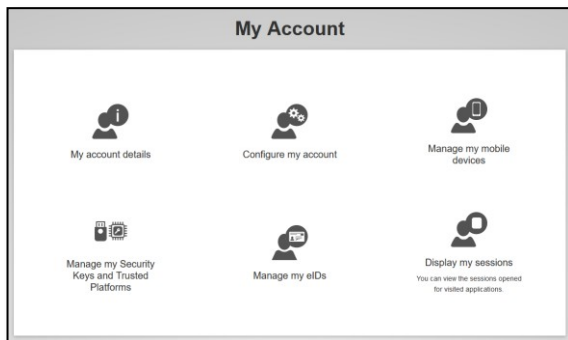 My Account
My account details
Configure my account
Manage my mobile
devices
Manage my Security
Keys and Trusted
Platforms
Manage my eIDs
Display my sessions
You can view the sessions opened
for visited applications.